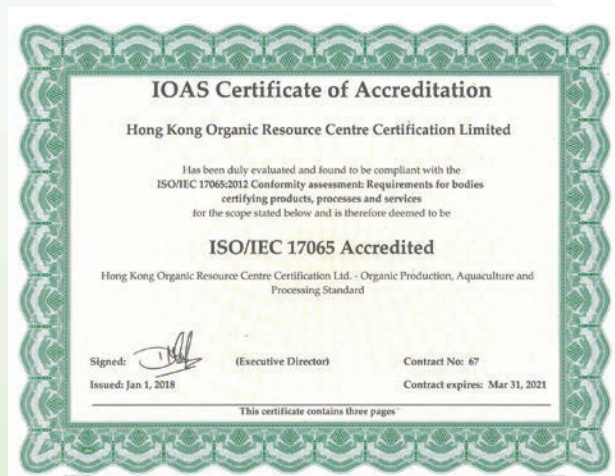 IOAS Certificate of Accreditation
Hong Kong Organic Resource Centre Certification Limited
Has been duly evaluated and found to be compliant with the
ISO/IEC 17065:2012 Conformity assessment: Requirements for bodies
certifying products, processes and services
for the scope stated below and is therefore deemed to be
ISO/IEC 17065 Accredited
Hong Kong Organic Resource Centre Certification Ltd. - Organic Production, Aquaculture and
Processing Standard
Signed: (Executive Director) Contract No: 67
Issued: Jan 1, 2018 Contract expires: Mar 31, 2021
This certificate contains three pages